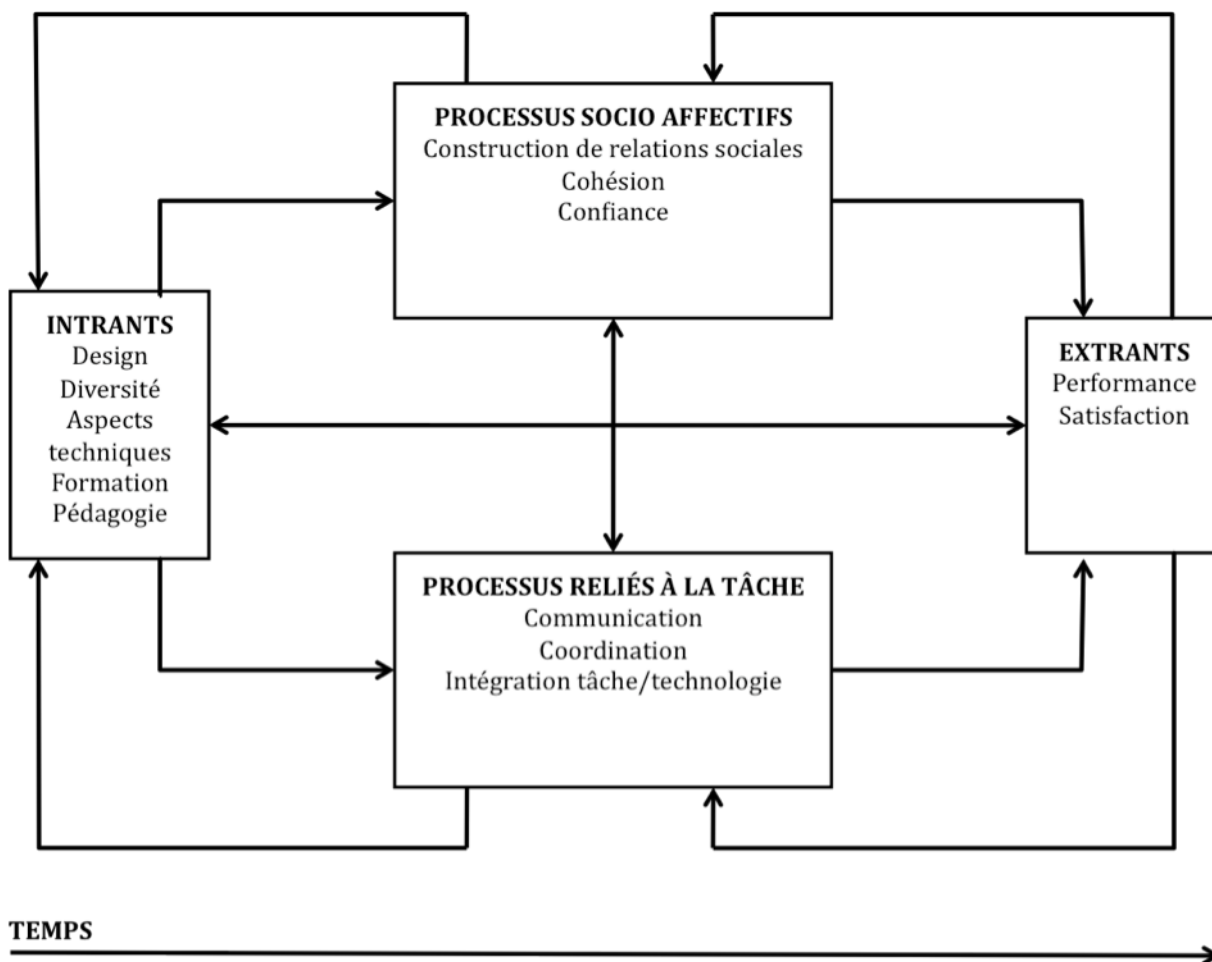 PROCESSUS SOCIO AFFECTIFS
Construction de relations sociales
Cohésion
Confiance
INTRANTS
Design
Diversité
Aspects
techniques
Formation
Pédagogie
EXTRANTS
Performance
Satisfaction
PROCESSUS RELIÉS À LA TÂCHE
Communication
Coordination
Intégration tâche/technologie
TEMPS